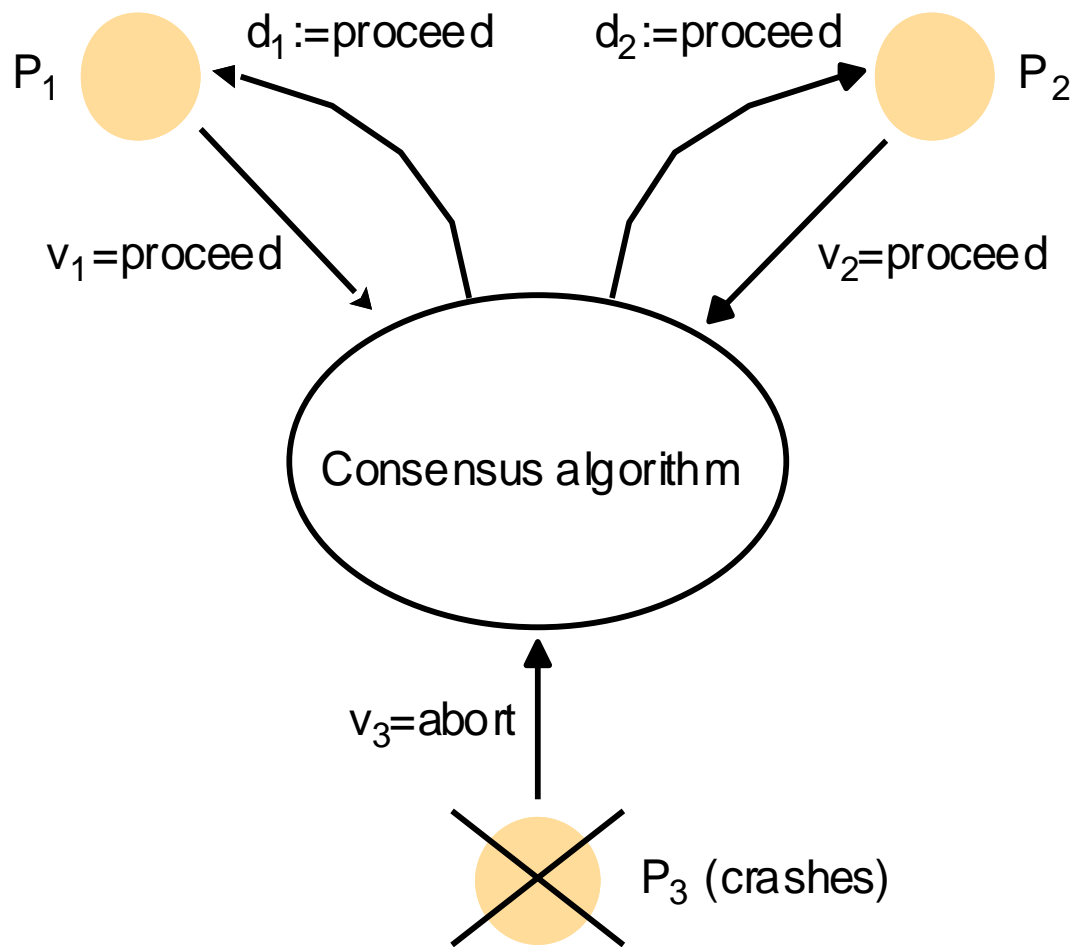 d₁:=proceed
d₂:=proceed
P₁
P₂
v₁=proceed
v₂=proceed
Consensus algorithm
v₃=abort
P₃ (crashes)